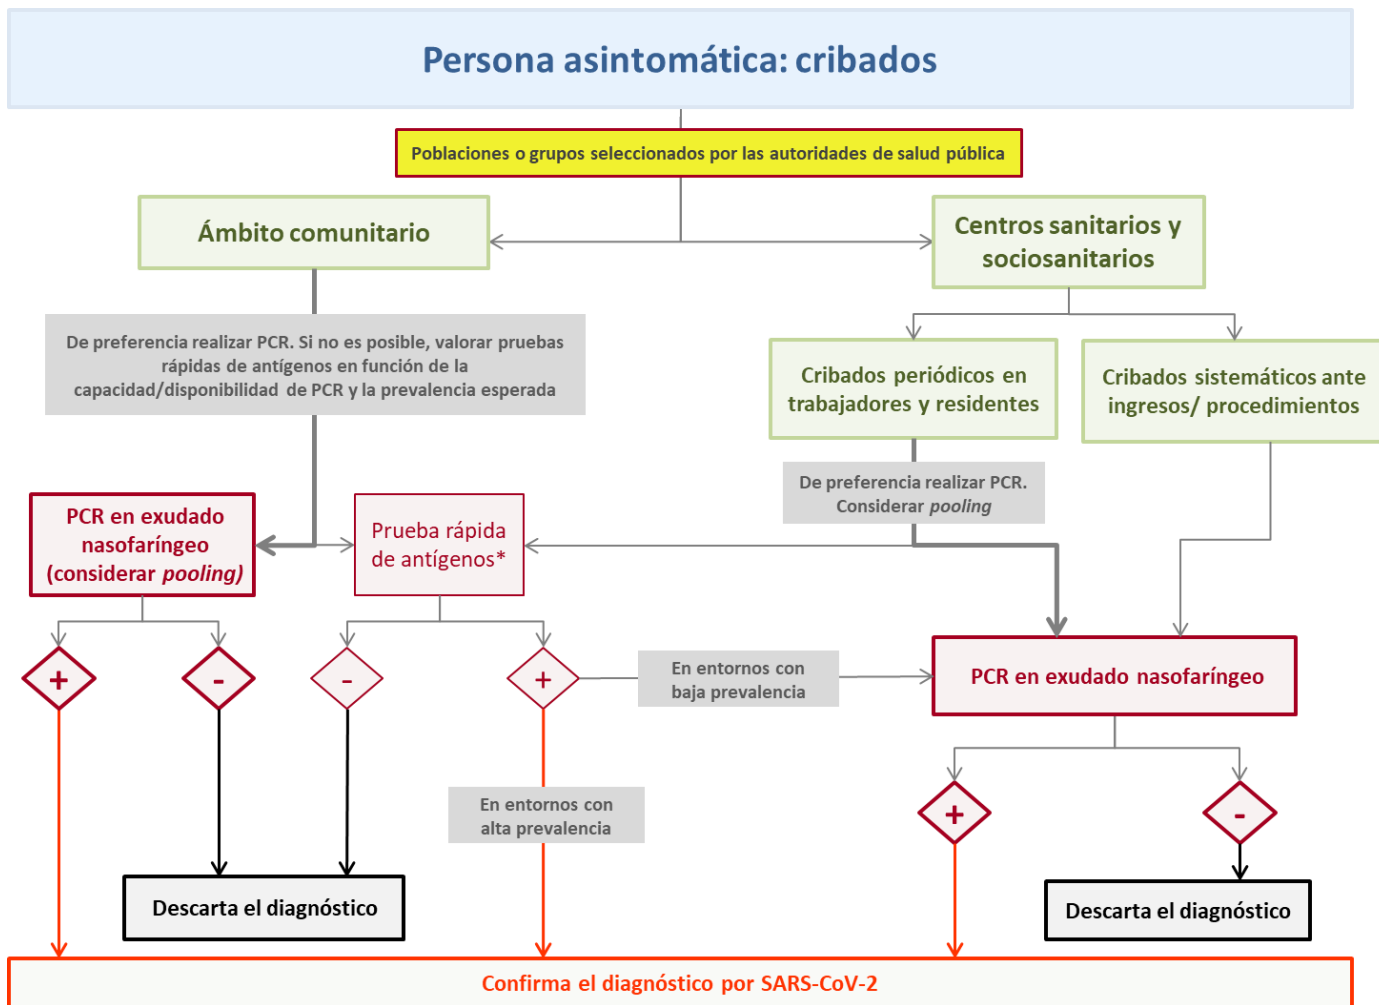 Persona asintomática: cribados
Poblaciones o grupos seleccionados por las autoridades de salud pública
Ámbito comunitario
Centros sanitarios y
sociosanitarios
De preferencia realizar PCR. Si no es posible, valorar pruebas
rápidas de antígenos en función de la
capacidad/disponibilidad de PCR y la prevalencia esperada
Cribados periódicos en
trabajadores y residentes
Cribados sistemáticos ante
ingresos/ procedimientos
De preferencia realizar PCR.
Considerar pooling
PCR en exudado
nasofaríngeo
(considerar pooling)
Prueba rápida
de antígenos*
+
-
-
+
En entornos con
baja prevalencia
PCR en exudado nasofaríngeo
En entornos con
alta prevalencia
+
-
Descarta el diagnóstico
Descarta el diagnóstico
Confirma el diagnóstico por SARS-CoV-2